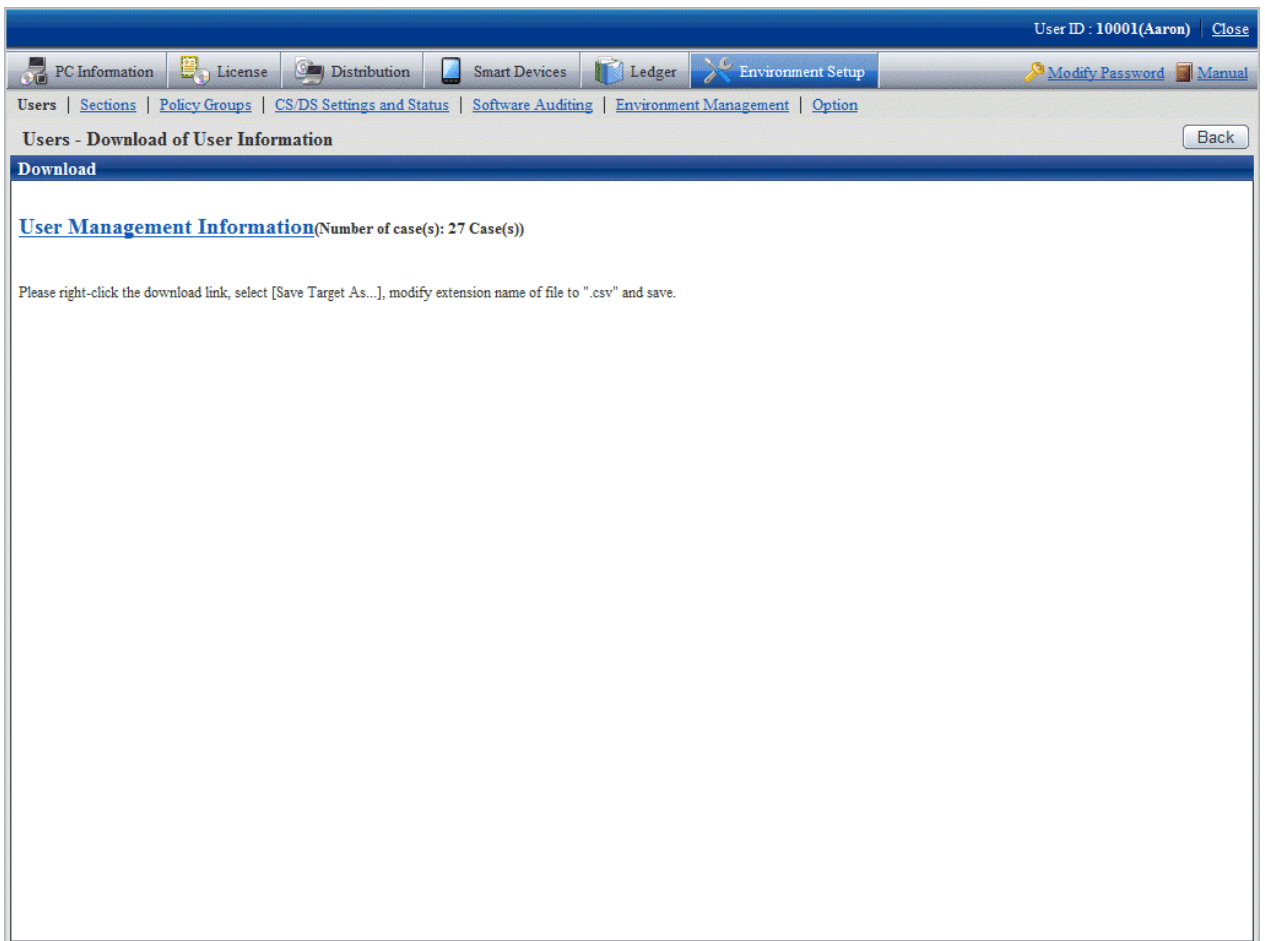 User ID : 10001(Aaron) Close
PC Information License Distribution Smart Devices Ledger Environment Setup Modify Password Manual
Users | Sections | Policy Groups | CS/DS Settings and Status | Software Auditing | Environment Management | Option
Users - Download of User Information Back
Download
User Management Information(Number of case(s): 27 Case(s))
Please right-click the download link, select [Save Target As...], modify extension name of file to ".csv" and save.